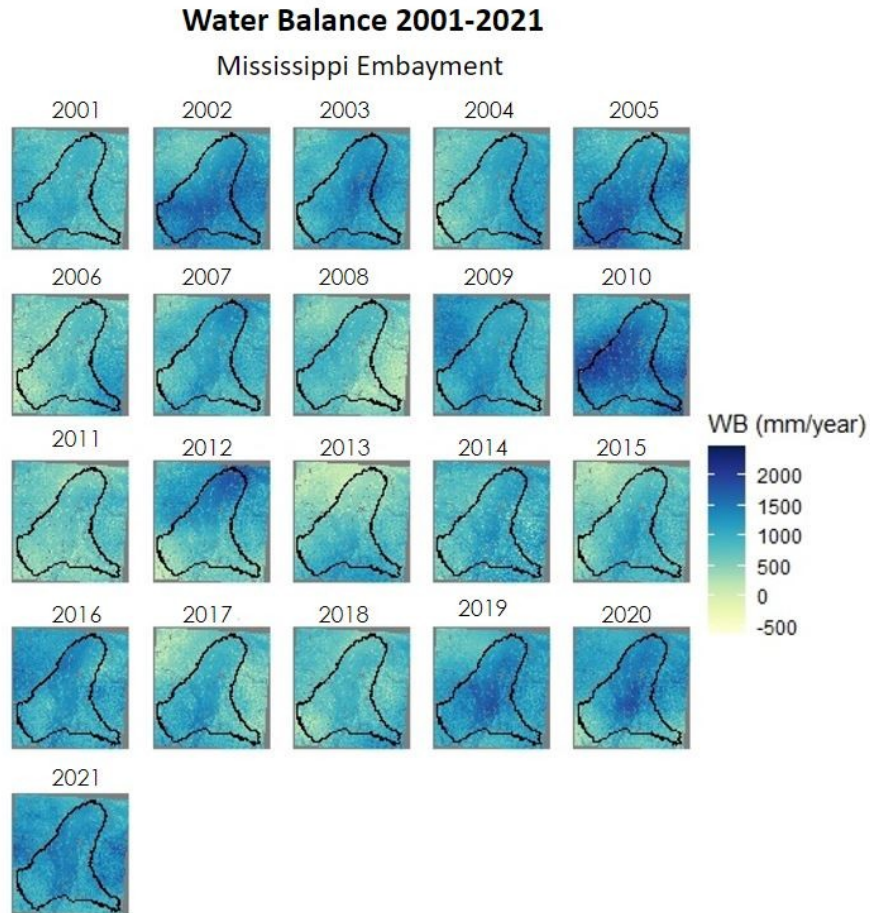 Water Balance 2001-2021
Mississippi Embayment
2001 2002 2003 2004 2005
2006 2007 2008 2009 2010
2011 2012 2013 2014 2015
2016 2017 2018 2019 2020
2021
WB (mm/year)
2000
1500
1000
500
0
-500